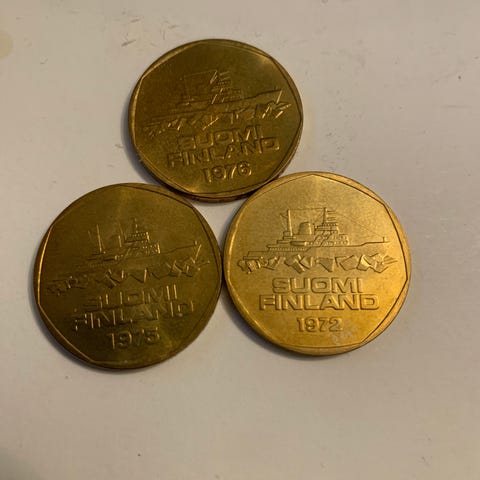 SUOMI
FINLAND
1976
SUOMI
FINLAND
1975
SUOMI
FINLAND
1972